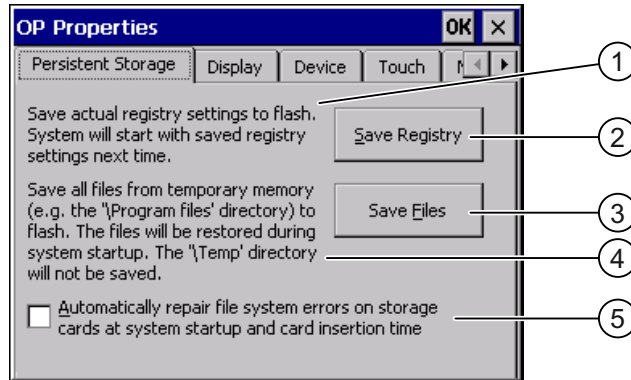 OP Properties OK ×
Persistent Storage Display Device Touch
Save actual registry settings to flash.
System will start with saved registry
settings next time.
Save Registry
Save all files from temporary memory
(e.g. the "\Program files' directory) to
flash. The files will be restored during
system startup. The "\Temp' directory
will not be saved.
Save Files
Automatically repair file system errors on storage
cards at system startup and card insertion time
1
2
3
4
5